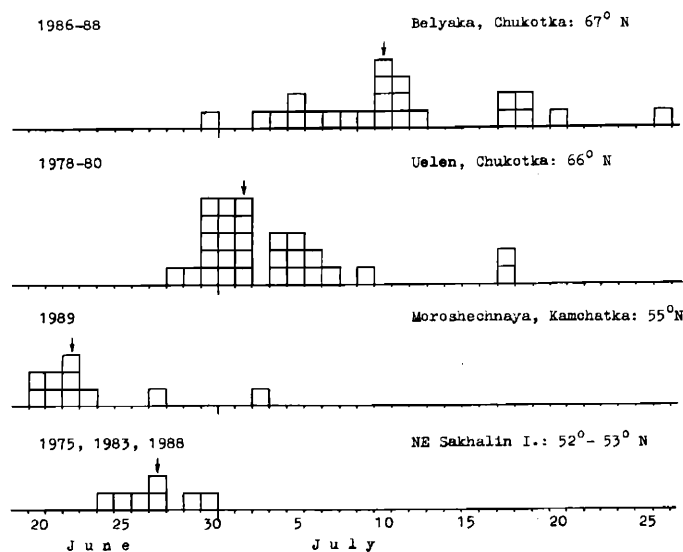 1986-88 Belyaka, Chukotka: 67° N
1978-80 Uelen, Chukotka: 66° N
1989 Moroshechnaya, Kamchatka: 55°N
1975, 1983, 1988 NE Sakhalin I.: 52°- 53° N
20 25 30 5 10 15 20 25
June July